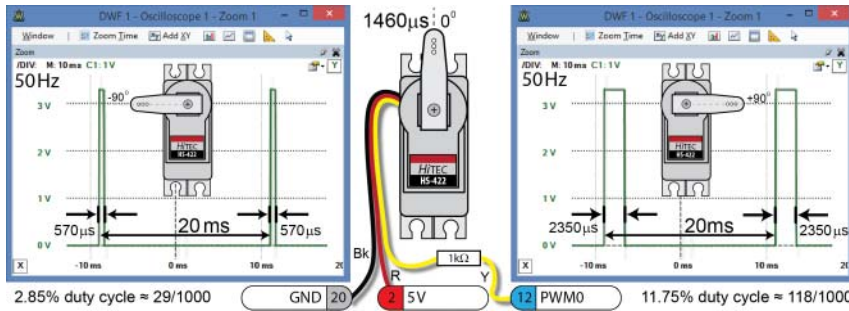 DWF 1 - Oscilloscope 1 - Zoom 1
Window Zoom Time Add XY
Zoom
/DIV: M: 10 ms C1: 1 V
Y
50Hz
-90°
3 V
2 V
1 V
0 V
HiTEC
HS-422
570µs
20 ms
570µs
X
-10 ms
0 ms
10 ms
20
2.85% duty cycle ≈ 29/1000
1460µs
0°
HiTEC
HS-422
Bk
R
1kΩ
Y
GND 20
2 5V
12 PWM0
DWF 1 - Oscilloscope 1 - Zoom 1
Window Zoom Time Add XY
Zoom
/DIV: M: 10 ms C1: 1 V
Y
50Hz
+90°
3 V
2 V
1 V
0 V
HiTEC
HS-422
2350µs
20ms
2350µs
X
-10 ms
0 ms
10 ms
20
11.75% duty cycle ≈ 118/1000